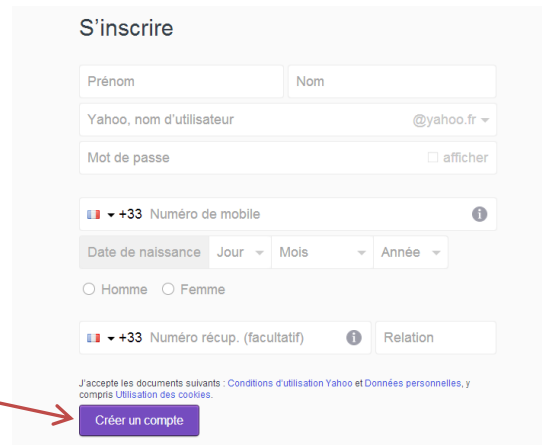 S'inscrire
Prénom Nom
Yahoo, nom d'utilisateur @yahoo.fr
Mot de passe afficher
+33 Numéro de mobile i
Date de naissance Jour Mois Année
Homme Femme
+33 Numéro récup. (facultatif) i Relation
J'accepte les documents suivants : Conditions d'utilisation Yahoo et Données personnelles, y
compris Utilisation des cookies.
Créer un compte